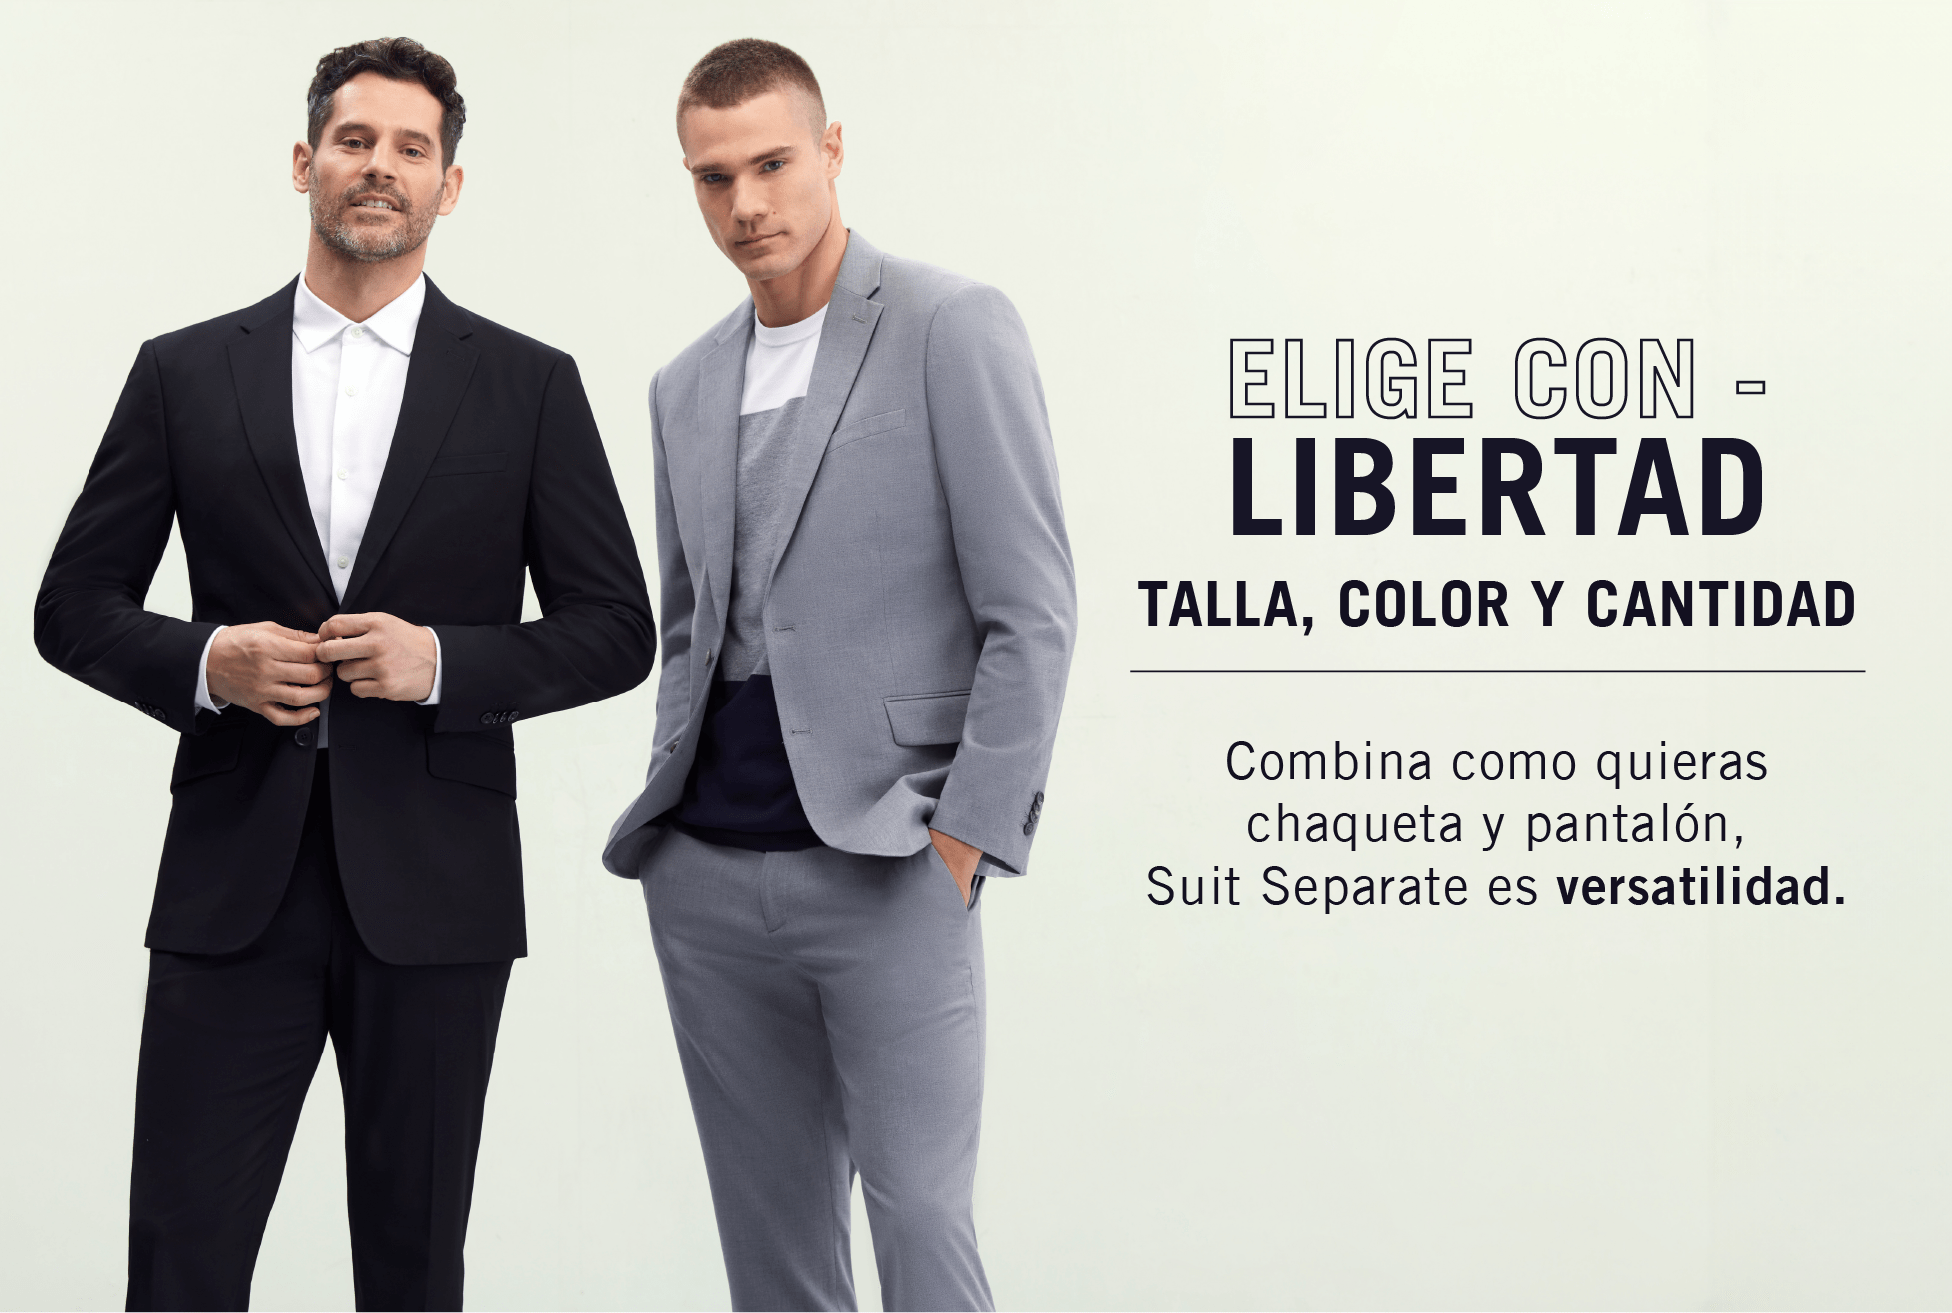 ELIGE CON -
LIBERTAD
TALLA, COLOR Y CANTIDAD
Combina como quieras
chaqueta y pantalón,
Suit Separate es versatilidad.